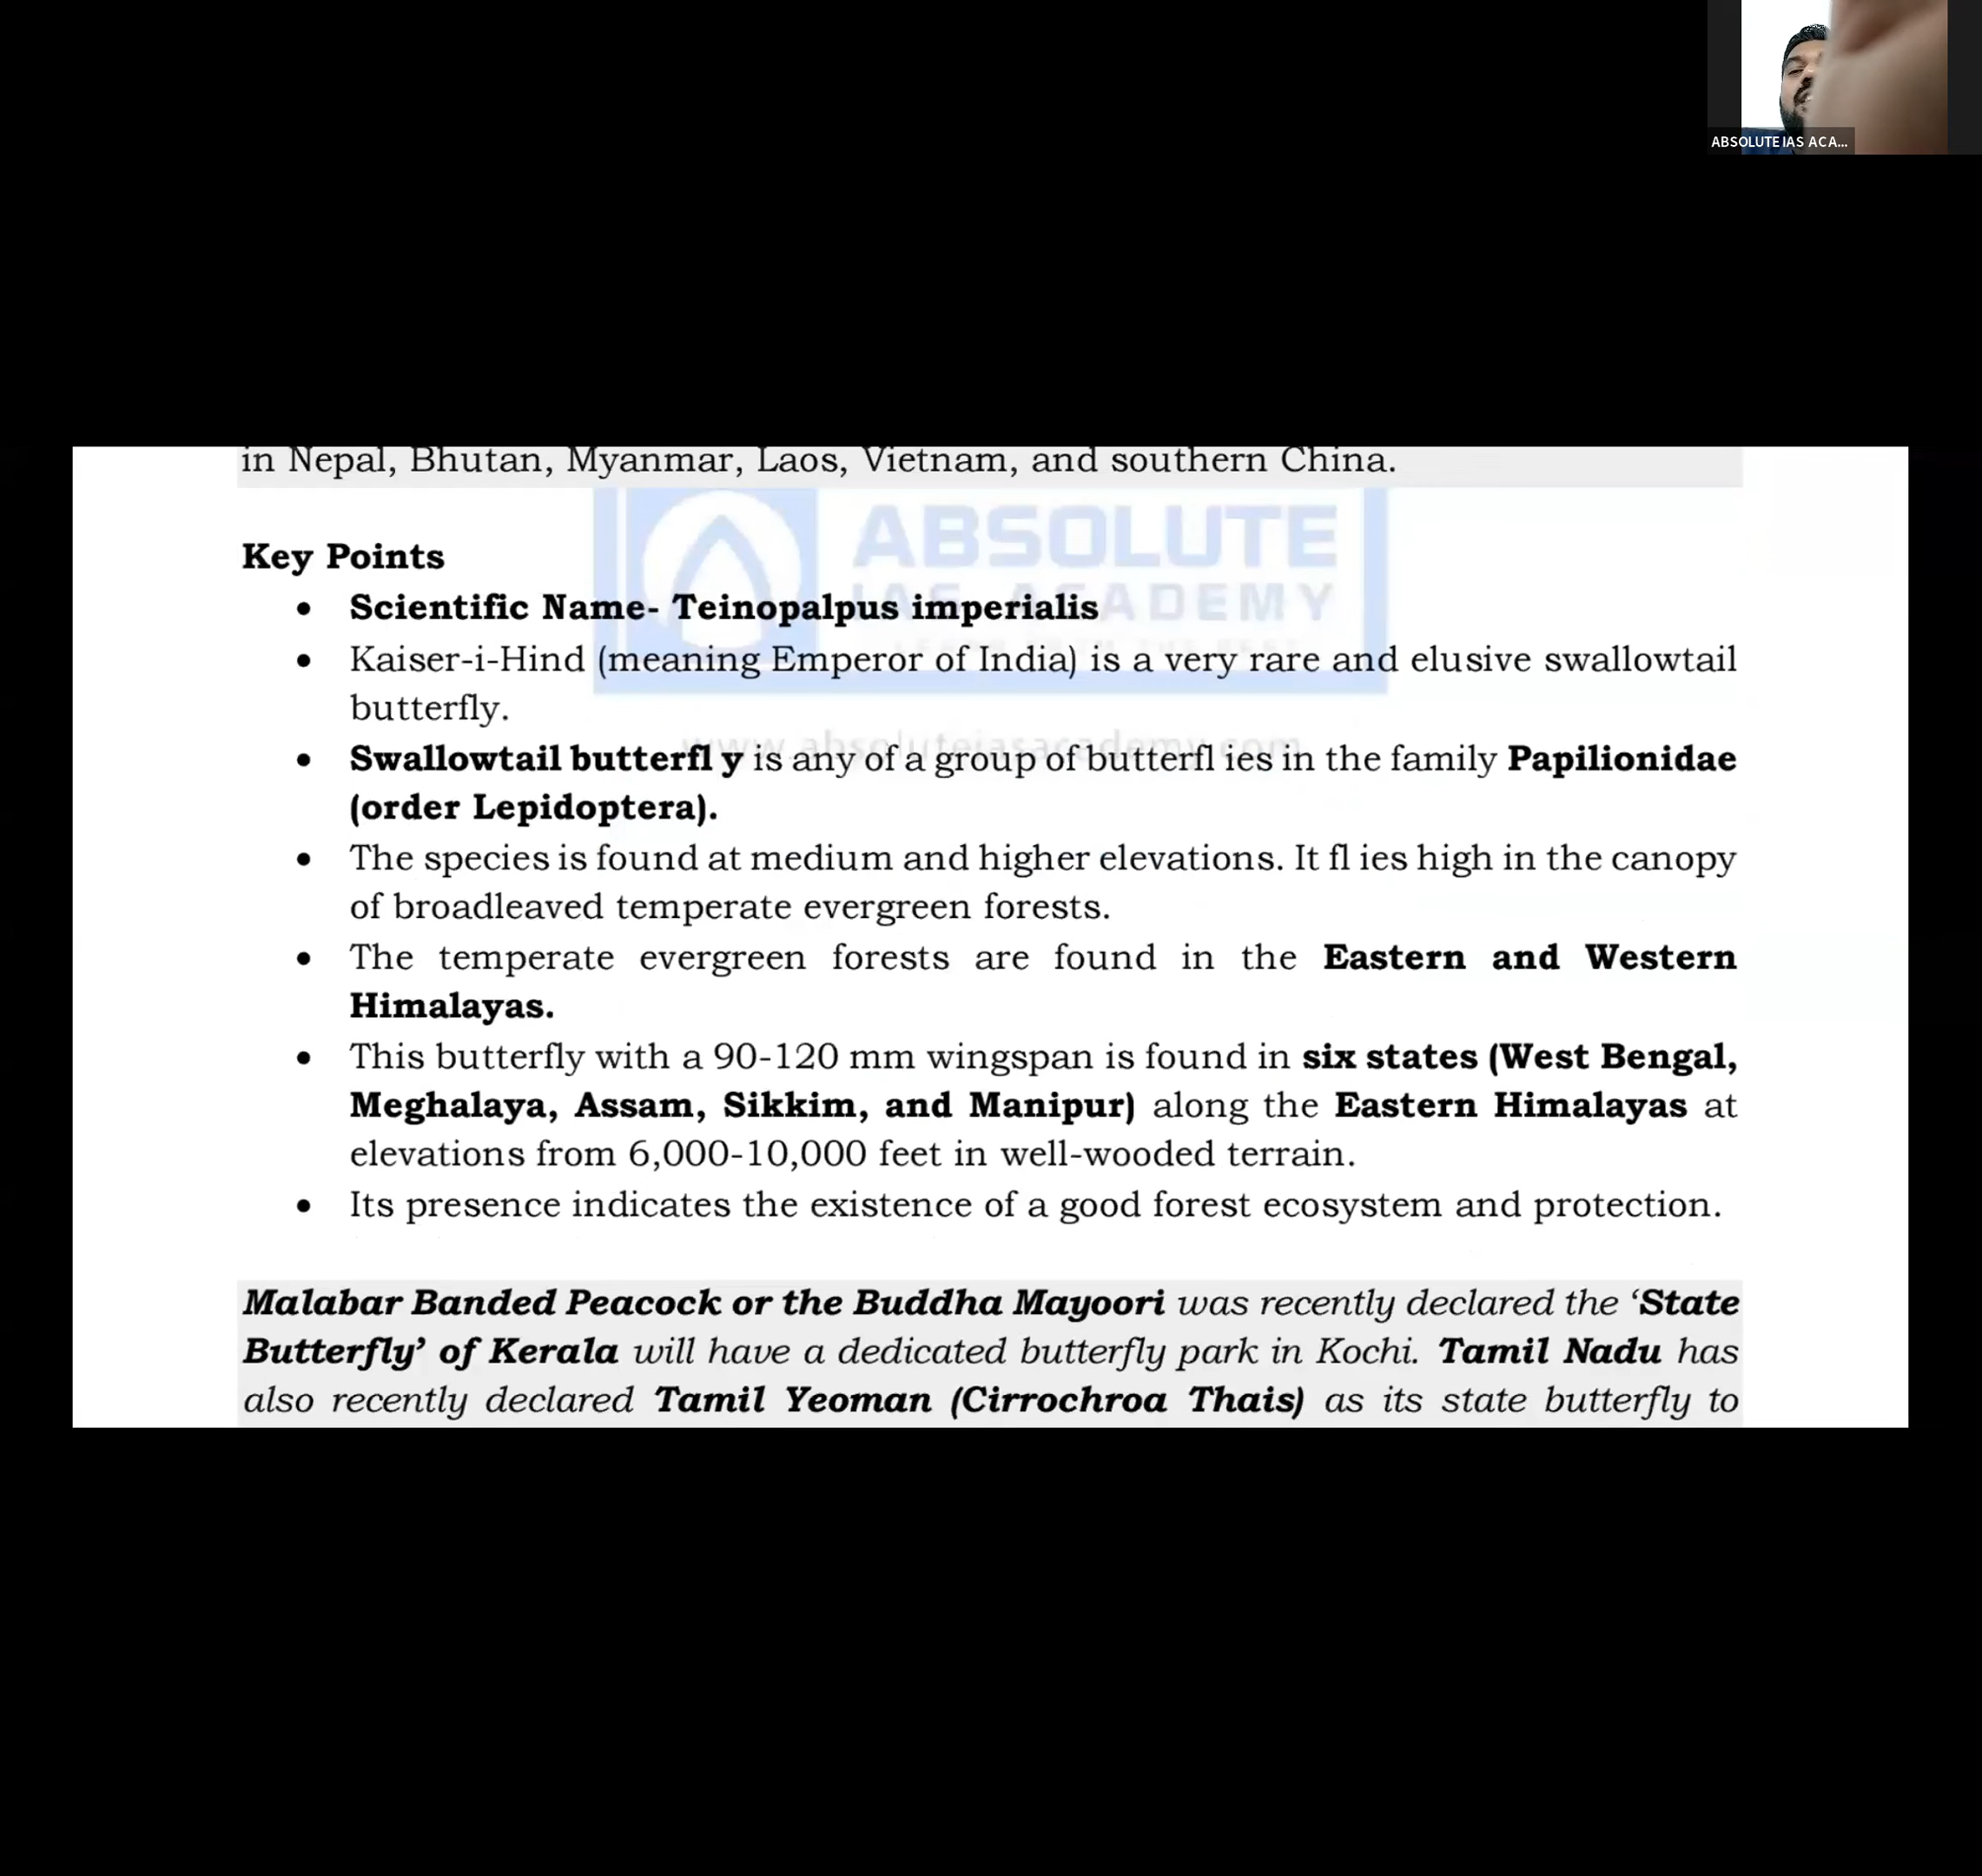 ABSOLUTE IAS ACA...
in Nepal, Bhutan, Myanmar, Laos, Vietnam, and southern China.
ABSOLUTE
IAS ACADEMY
Key Points
• Scientific Name- Teinopalpus imperialis
• Kaiser-i-Hind (meaning Emperor of India) is a very rare and elusive swallowtail
butterfly.
www.absoluteiasacademy.com
• Swallowtail butterfl y is any of a group of butterfl ies in the family Papilionidae
(order Lepidoptera).
• The species is found at medium and higher elevations. It fl ies high in the canopy
of broadleaved temperate evergreen forests.
• The temperate evergreen forests are found in the Eastern and Western
Himalayas.
• This butterfly with a 90-120 mm wingspan is found in six states (West Bengal,
Meghalaya, Assam, Sikkim, and Manipur) along the Eastern Himalayas at
elevations from 6,000-10,000 feet in well-wooded terrain.
• Its presence indicates the existence of a good forest ecosystem and protection.
Malabar Banded Peacock or the Buddha Mayoori was recently declared the ‘State
Butterfly’ of Kerala will have a dedicated butterfly park in Kochi. Tamil Nadu has
also recently declared Tamil Yeoman (Cirrochroa Thais) as its state butterfly to